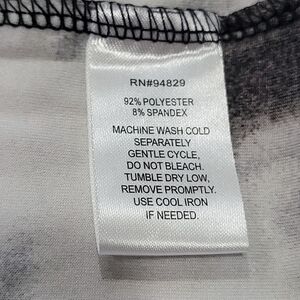 RN#94829
92% POLYESTER
8% SPANDEX
MACHINE WASH COLD
SEPARATELY
GENTLE CYCLE,
DO NOT BLEACH.
TUMBLE DRY LOW,
REMOVE PROMPTLY.
USE COOL IRON
IF NEEDED.